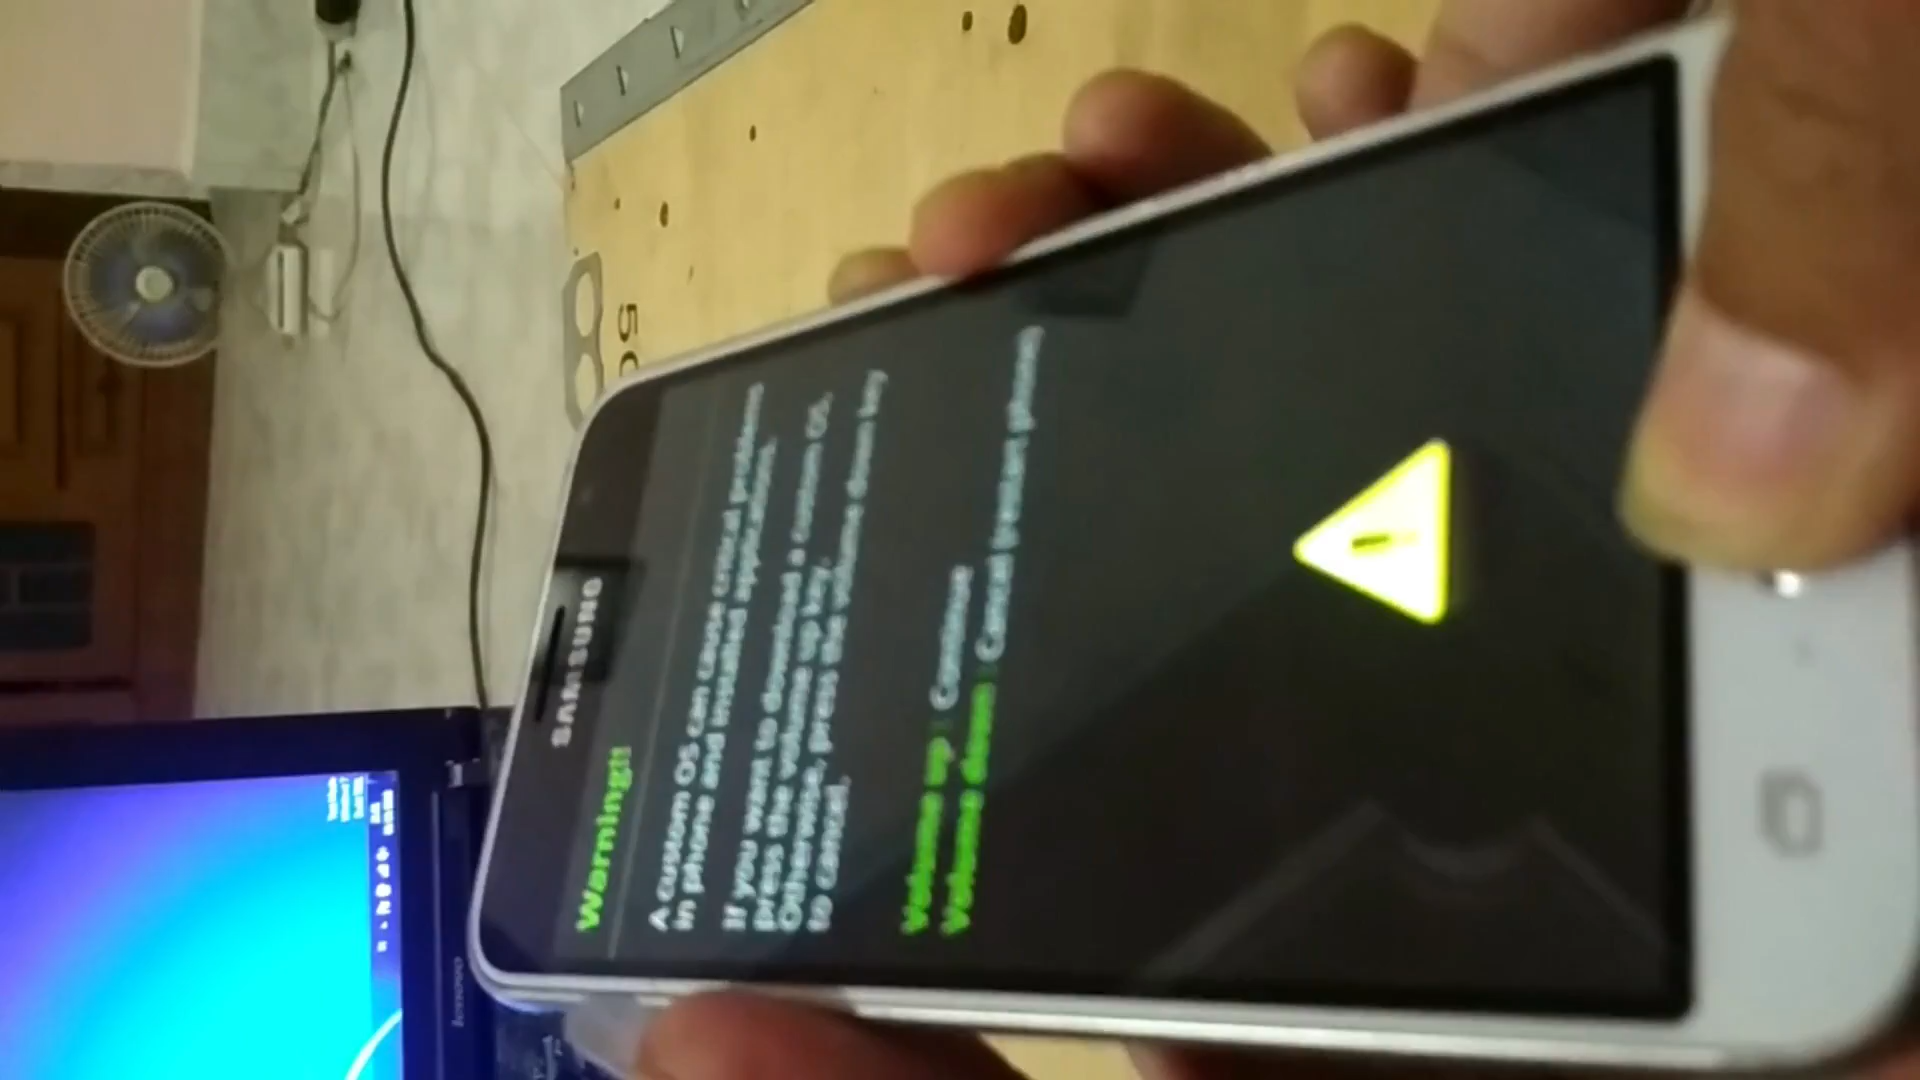 SAMSUNG
Warning!!
A custom OS can cause critical problems
in phone and installed applications.
If you want to download a custom OS,
press the volume up key.
Otherwise, press the volume down key
to cancel.
Volume up : Continue
Volume down : Cancel (restart phone)
lenovo
50